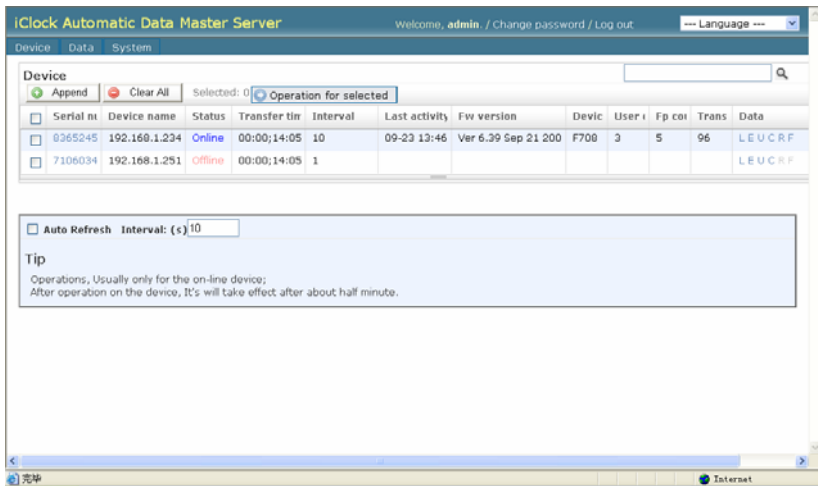 iClock Automatic Data Master Server Welcome, admin. / Change password / Log out --- Language ---
Device Data System
Device
Append Clear All Selected: 0 Operation for selected
Serial nu Device name Status Transfer tim Interval Last activity Fw version Devic User Fp cou Trans Data
8365245 192.168.1.234 Online 00:00;14:05 10 09-23 13:46 Ver 6.39 Sep 21 200 F708 3 5 96 L E U C R F
7106034 192.168.1.251 Offline 00:00;14:05 1 L E U C R F
Auto Refresh Interval: (s) 10
Tip
Operations, Usually only for the on-line device;
After operation on the device, It's will take effect after about half minute.
完毕 Internet